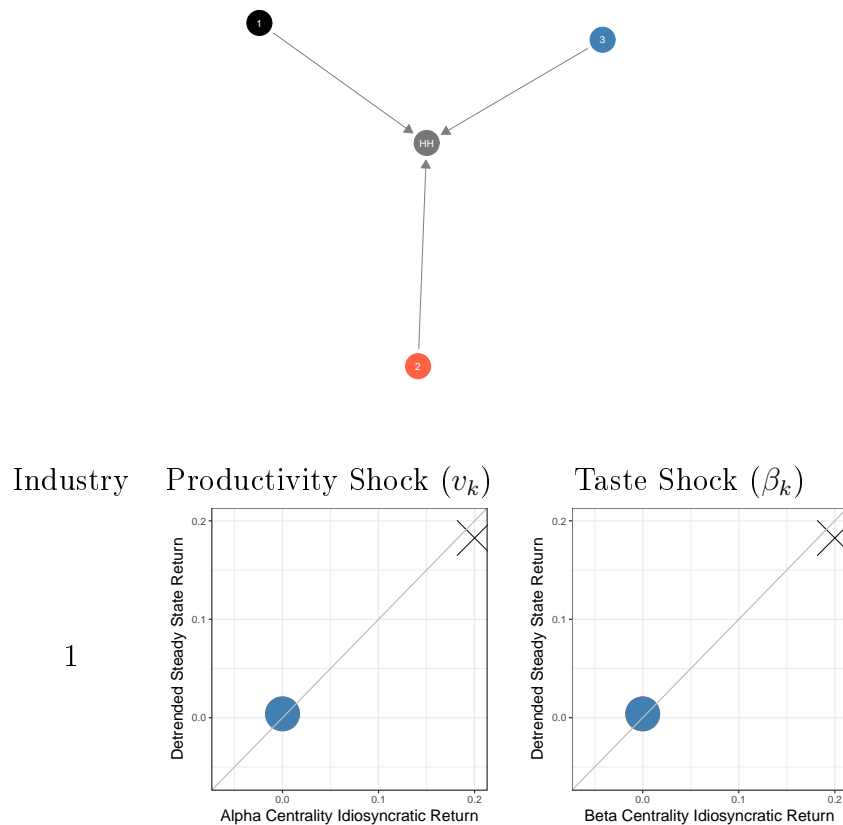 1
3
HH
2
Industry Productivity Shock (v_k) Taste Shock (β_k)
1
Detrended Steady State Return
0.2
0.1
0.0
0.0 0.1 0.2
Alpha Centrality Idiosyncratic Return
Detrended Steady State Return
0.2
0.1
0.0
0.0 0.1 0.2
Beta Centrality Idiosyncratic Return